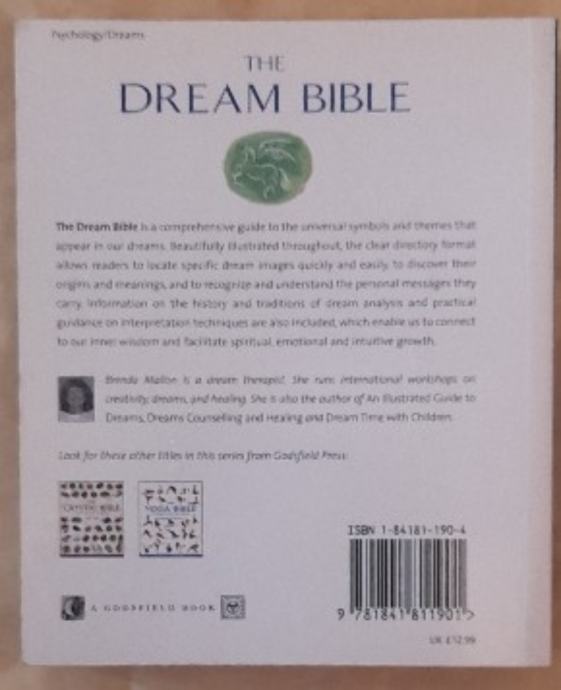 Psychology/Dreams
THE
DREAM BIBLE
The Dream Bible is a comprehensive guide to the universal symbols and themes that
appear in our dreams. Beautifully illustrated throughout, the clear directory format
allows readers to locate specific dream images quickly and easily, to discover their
origins and meanings, and to recognize and understand the personal messages they
carry. Information on the history and traditions of dream analysis and practical
guidance on interpretation techniques are also included, which enable us to connect
to our inner wisdom and facilitate spiritual, emotional and intuitive growth.
Brenda Mallon is a dream therapist. She runs international workshops on
creativity, dreams, and healing. She is also the author of An Illustrated Guide to
Dreams, Dreams Counselling and Healing and Dream Time with Children.
Look for these other titles in this series from Godsfield Press:
CRYSTAL BIBLE
YOGA BIBLE
ISBN 1-84181-190-4
9 781841 811901 >
A GODSFIELD BOOK
UK £12.99